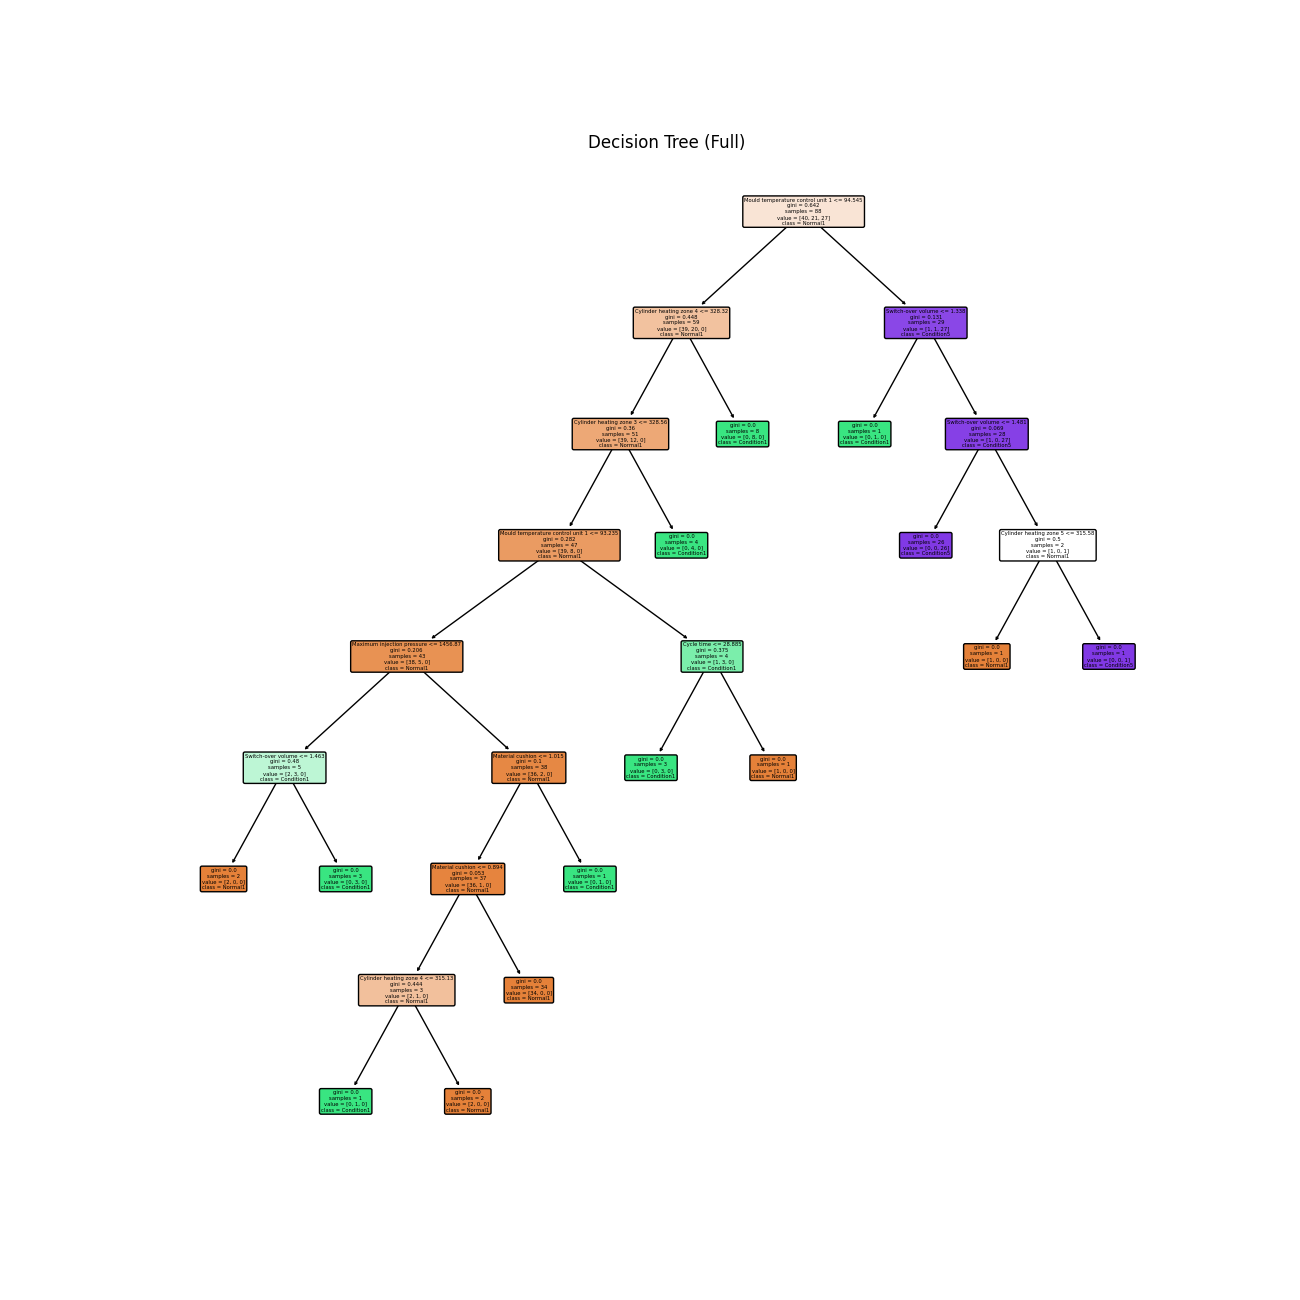 Decision Tree (Full)
Mould temperature control unit 1 <= 94.545
gini = 0.642
samples = 88
value = [40, 21, 27]
class = Normal1
Cylinder heating zone 4 <= 328.32
gini = 0.448
samples = 59
value = [39, 20, 0]
class = Normal1
Switch-over volume <= 1.338
gini = 0.131
samples = 29
value = [1, 1, 27]
class = Condition5
Cylinder heating zone 3 <= 328.56
gini = 0.36
samples = 51
value = [39, 12, 0]
class = Normal1
gini = 0.0
samples = 8
value = [0, 8, 0]
class = Condition1
gini = 0.0
samples = 1
value = [0, 1, 0]
class = Condition1
Switch-over volume <= 1.481
gini = 0.069
samples = 28
value = [1, 0, 27]
class = Condition5
Mould temperature control unit 1 <= 93.235
gini = 0.282
samples = 47
value = [39, 8, 0]
class = Normal1
gini = 0.0
samples = 4
value = [0, 4, 0]
class = Condition1
gini = 0.0
samples = 26
value = [0, 0, 26]
class = Condition5
Cylinder heating zone 5 <= 315.58
gini = 0.5
samples = 2
value = [1, 0, 1]
class = Normal1
Maximum injection pressure <= 1456.87
gini = 0.206
samples = 43
value = [38, 5, 0]
class = Normal1
Cycle time <= 28.685
gini = 0.375
samples = 4
value = [1, 3, 0]
class = Condition1
gini = 0.0
samples = 1
value = [1, 0, 0]
class = Normal1
gini = 0.0
samples = 1
value = [0, 0, 1]
class = Condition5
Switch-over volume <= 1.463
gini = 0.48
samples = 5
value = [2, 3, 0]
class = Condition1
Material cushion <= 1.015
gini = 0.1
samples = 38
value = [36, 2, 0]
class = Normal1
gini = 0.0
samples = 3
value = [0, 3, 0]
class = Condition1
gini = 0.0
samples = 1
value = [1, 0, 0]
class = Normal1
gini = 0.0
samples = 2
value = [2, 0, 0]
class = Normal1
gini = 0.0
samples = 3
value = [0, 3, 0]
class = Condition1
Material cushion <= 0.894
gini = 0.053
samples = 37
value = [36, 1, 0]
class = Normal1
gini = 0.0
samples = 1
value = [0, 1, 0]
class = Condition1
Cylinder heating zone 4 <= 315.13
gini = 0.444
samples = 3
value = [2, 1, 0]
class = Normal1
gini = 0.0
samples = 34
value = [34, 0, 0]
class = Normal1
gini = 0.0
samples = 1
value = [0, 1, 0]
class = Condition1
gini = 0.0
samples = 2
value = [2, 0, 0]
class = Normal1